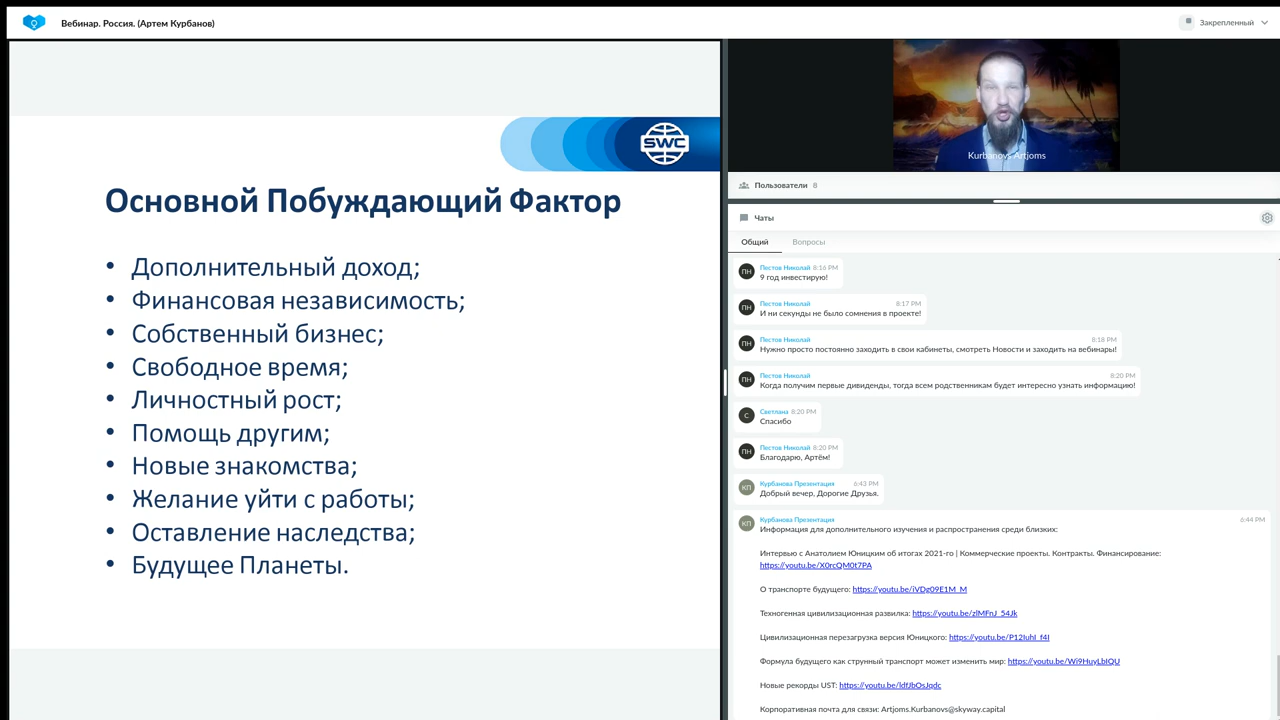 Вебинар. Россия. (Артем Курбанов)
Закрепленный
SWC
Основной Побуждающий Фактор
• Дополнительный доход;
• Финансовая независимость;
• Собственный бизнес;
• Свободное время;
• Личностный рост;
• Помощь другим;
• Новые знакомства;
• Желание уйти с работы;
• Оставление наследства;
• Будущее Планеты.
Kurbanovs Artjoms
Пользователи 8
Чаты
Общий Вопросы
ПН Пестов Николай 8:16 PM
9 год инвестирую!
ПН Пестов Николай 8:17 PM
И ни секунды не было сомнения в проекте!
ПН Пестов Николай 8:18 PM
Нужно просто постоянно заходить в свои кабинеты, смотреть Новости и заходить на вебинары!
ПН Пестов Николай 8:20 PM
Когда получим первые дивиденды, тогда всем родственникам будет интересно узнать информацию!
С Светлана 8:20 PM
Спасибо
ПН Пестов Николай 8:20 PM
Благодарю, Артём!
КП Курбанова Презентация 6:43 PM
Добрый вечер, Дорогие Друзья.
КП Курбанова Презентация 6:44 PM
Информация для дополнительного изучения и распространения среди близких:
Интервью с Анатолием Юницким об итогах 2021-го | Коммерческие проекты. Контракты. Финансирование:
https://youtu.be/X0rcQM0t7PA
О транспорте будущего: https://youtu.be/iVDg09E1M_M
Техногенная цивилизационная развилка: https://youtu.be/zlMFnJ_54Jk
Цивилизационная перезагрузка версия Юницкого: https://youtu.be/P12IuhI_f4I
Формула будущего как струнный транспорт может изменить мир: https://youtu.be/Wi9HuyLbIQU
Новые рекорды UST: https://youtu.be/ldfJbOsJqdc
Корпоративная почта для связи: Artjoms.Kurbanovs@skyway.capital